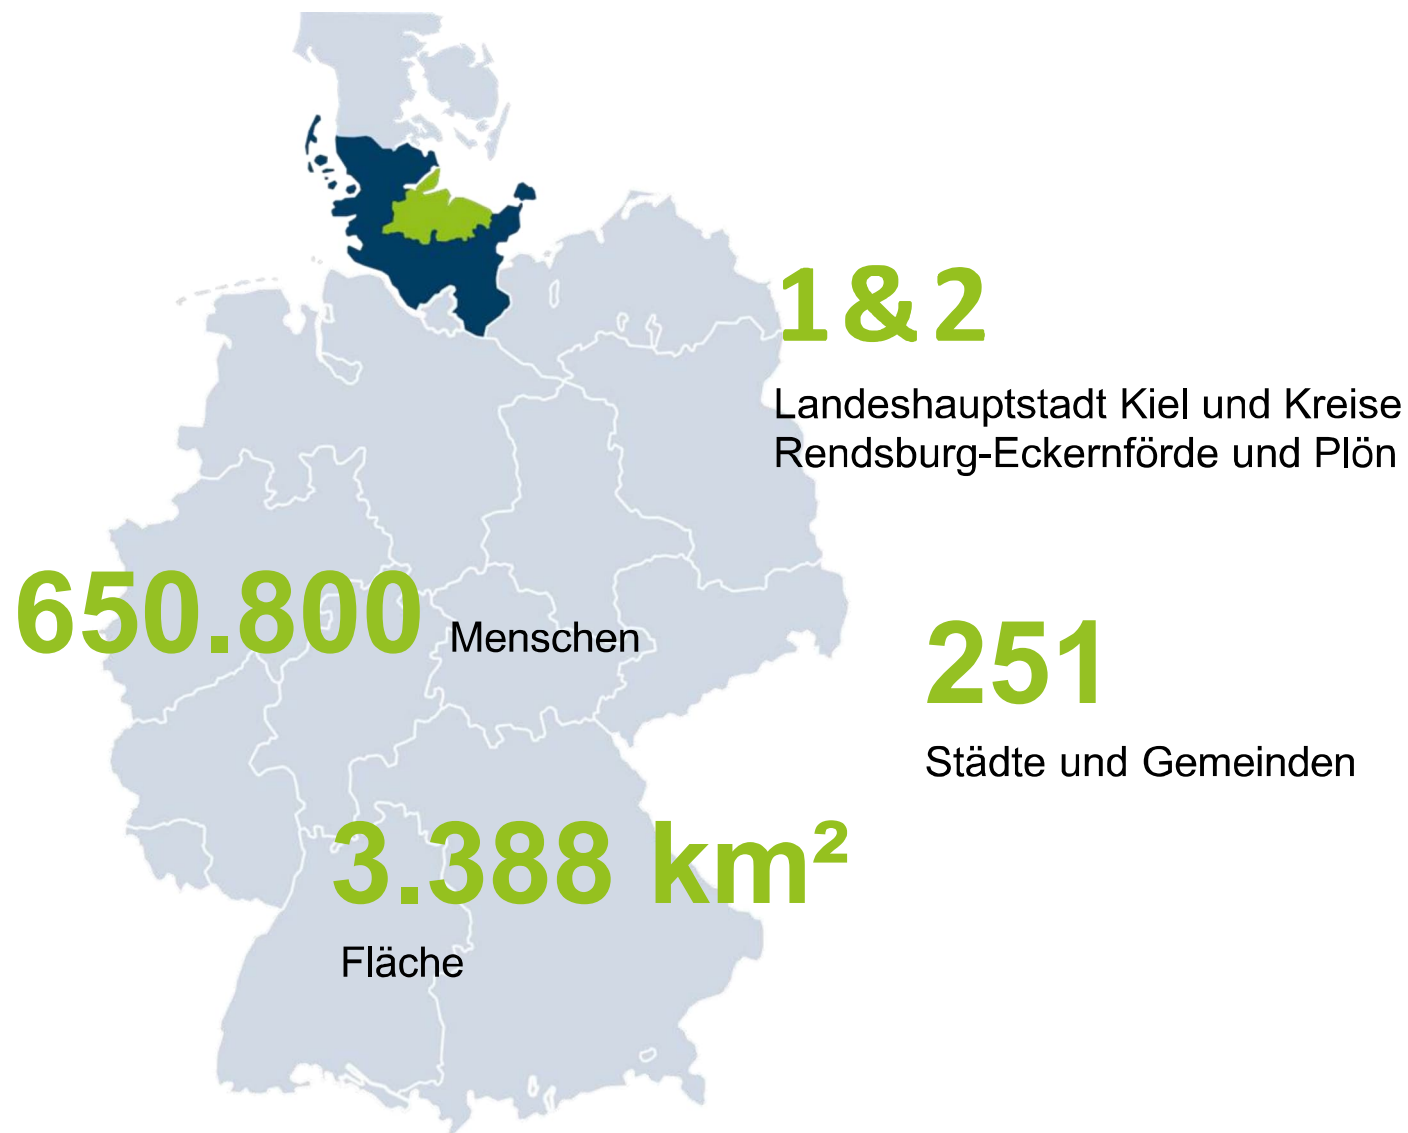 1 & 2
Landeshauptstadt Kiel und Kreise
Rendsburg-Eckernförde und Plön
650.800 Menschen
251
Städte und Gemeinden
3.388 km²
Fläche